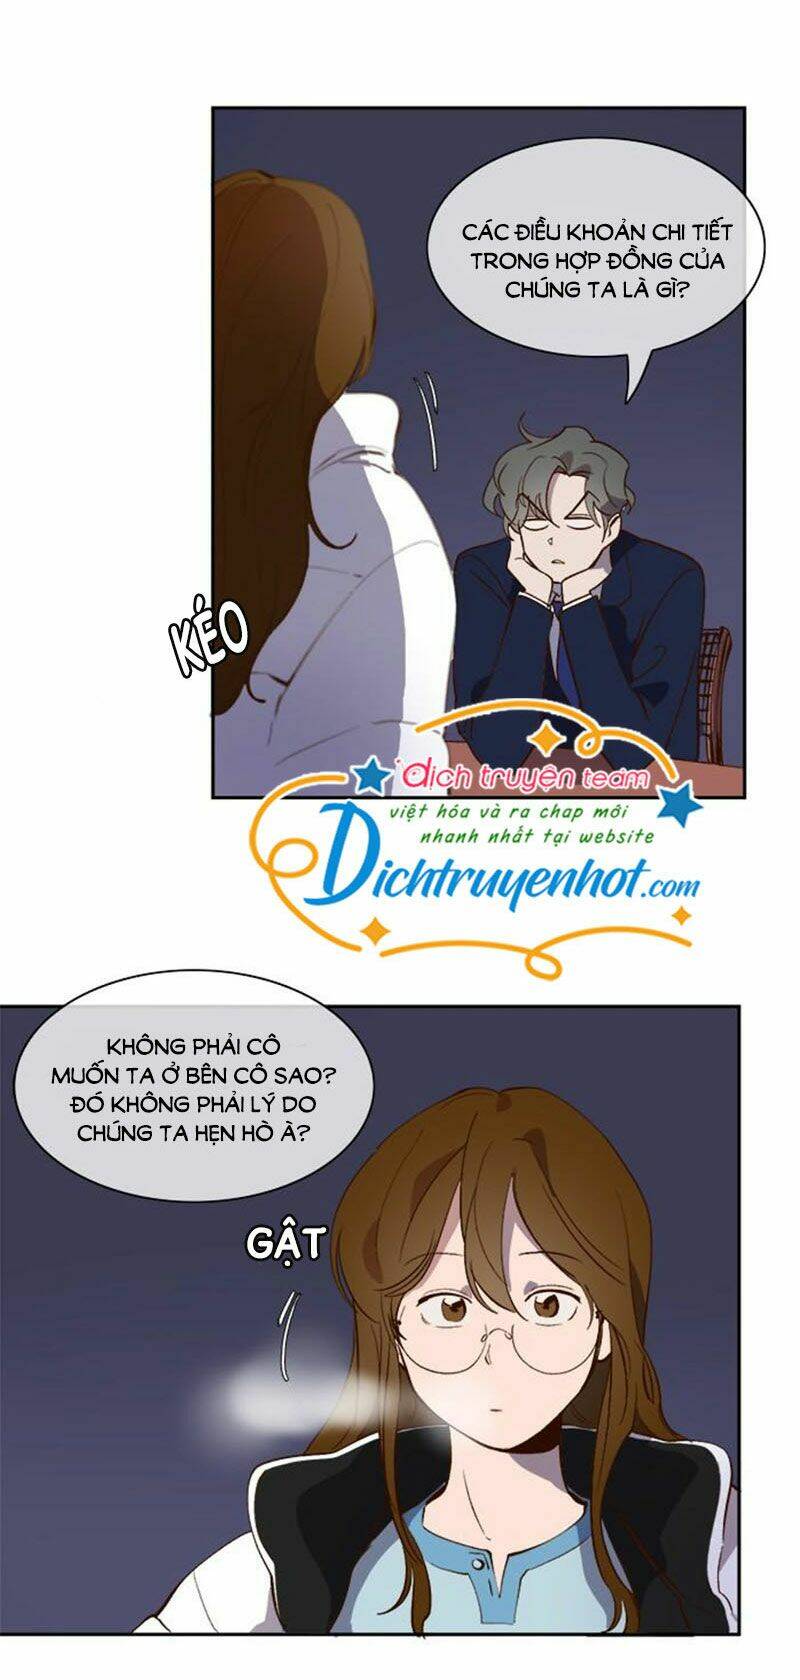 CÁC ĐIỀU KHOẢN CHI TIẾT
TRONG HỢP ĐỒNG CỦA
CHÚNG TA LÀ GÌ?
KÉO
dịch truyện team
việt hóa và ra chap mới
nhanh nhất tại website
Dichtruyenhot.com
KHÔNG PHẢI CÔ
MUỐN TA Ở BÊN CÔ SAO?
ĐÓ KHÔNG PHẢI LÝ DO
CHÚNG TA HẸN HÒ À?
GẬT